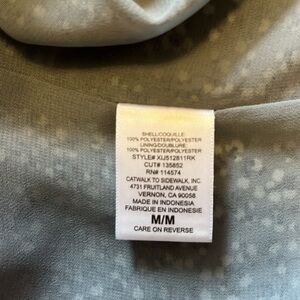 SHELL/COQUILLE:
100% POLYESTER/POLYESTER
LINING/DOUBLURE:
100% POLYESTER/POLYESTER
STYLE# XIJ512811RK
CUT# 135852
RN# 114574
CATWALK TO SIDEWALK, INC.
4731 FRUITLAND AVENUE
VERNON, CA 90058
MADE IN INDONESIA
FABRIQUE EN INDONESIE
M/M
CARE ON REVERSE